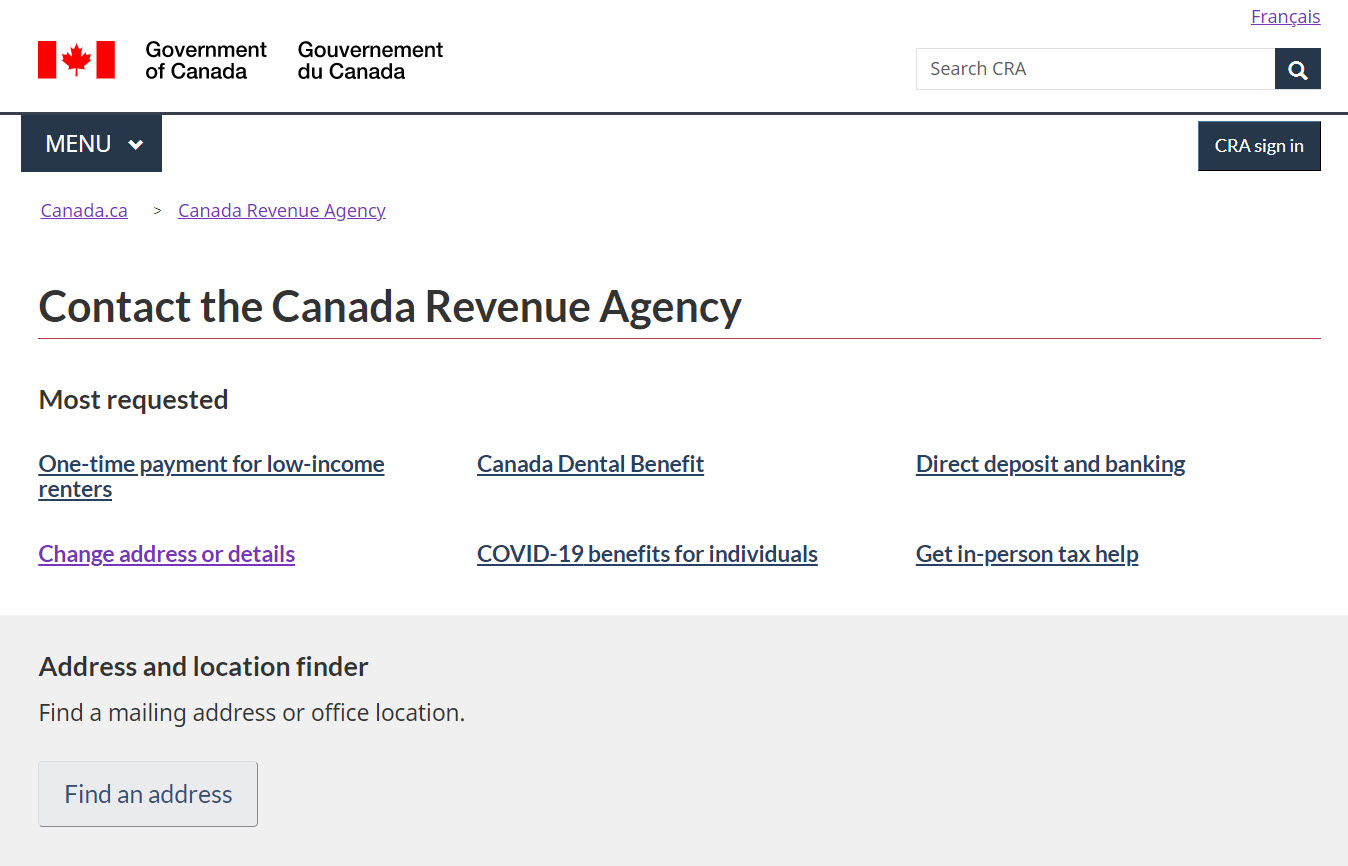 Français
Government
of Canada
Gouvernement
du Canada
Search CRA
MENU
CRA sign in
Canada.ca > Canada Revenue Agency
Contact the Canada Revenue Agency
Most requested
One-time payment for low-income
renters
Canada Dental Benefit
Direct deposit and banking
Change address or details
COVID-19 benefits for individuals
Get in-person tax help
Address and location finder
Find a mailing address or office location.
Find an address